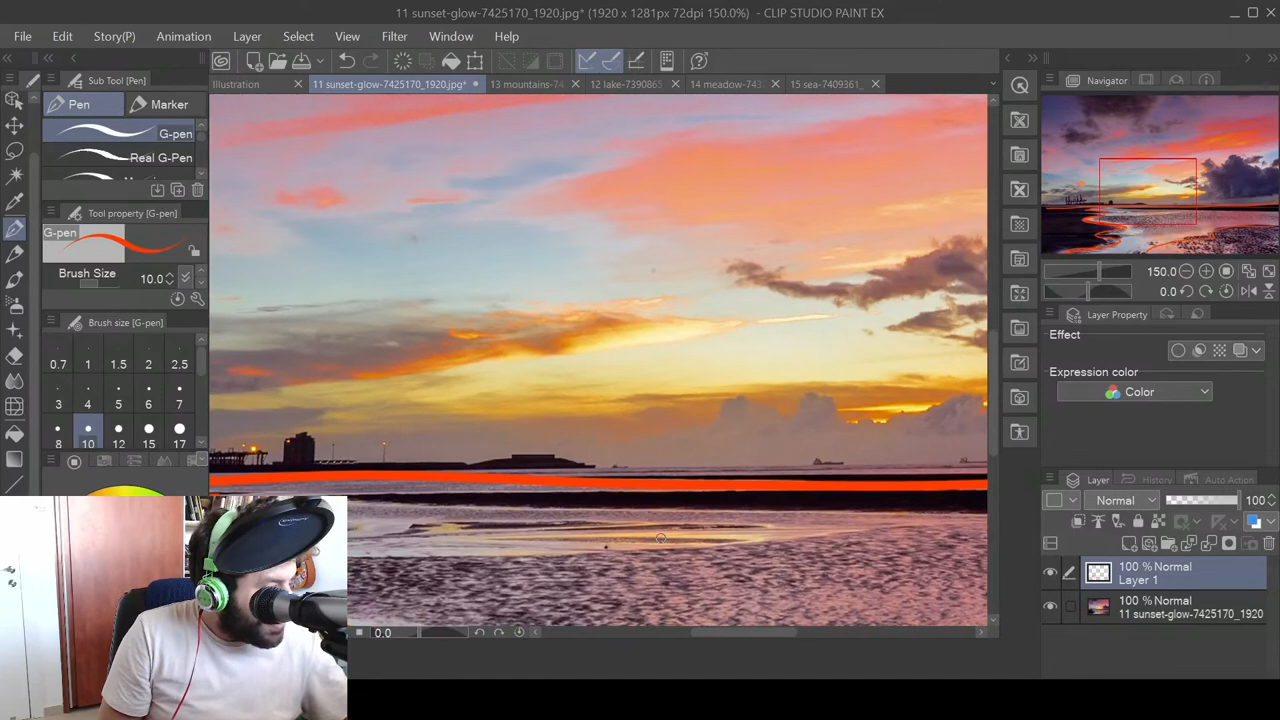 11 sunset-glow-7425170_1920.jpg* (1920 x 1281px 72dpi 150.0%) - CLIP STUDIO PAINT EX
File Edit Story(P) Animation Layer Select View Filter Window Help
Sub Tool [Pen]
Illustration 11 sunset-glow-7425170_1920.jpg* 13 mountains-7 12 lake-7390865 14 meadow-743 15 sea-7409361_
Navigator
Pen Marker
G-pen
Real G-Pen
Tool property [G-pen]
G-pen
Brush Size 10.0
150.0
0.0
Layer Property
Brush size [G-pen]
Effect
0.7 1 1.5 2 2.5
Expression color
Color
3 4 5 6 7
8 10 12 15 17
Layer History Auto Action
Normal 100
100 % Normal
Layer 1
100 % Normal
11 sunset-glow-7425170_1920
0.0